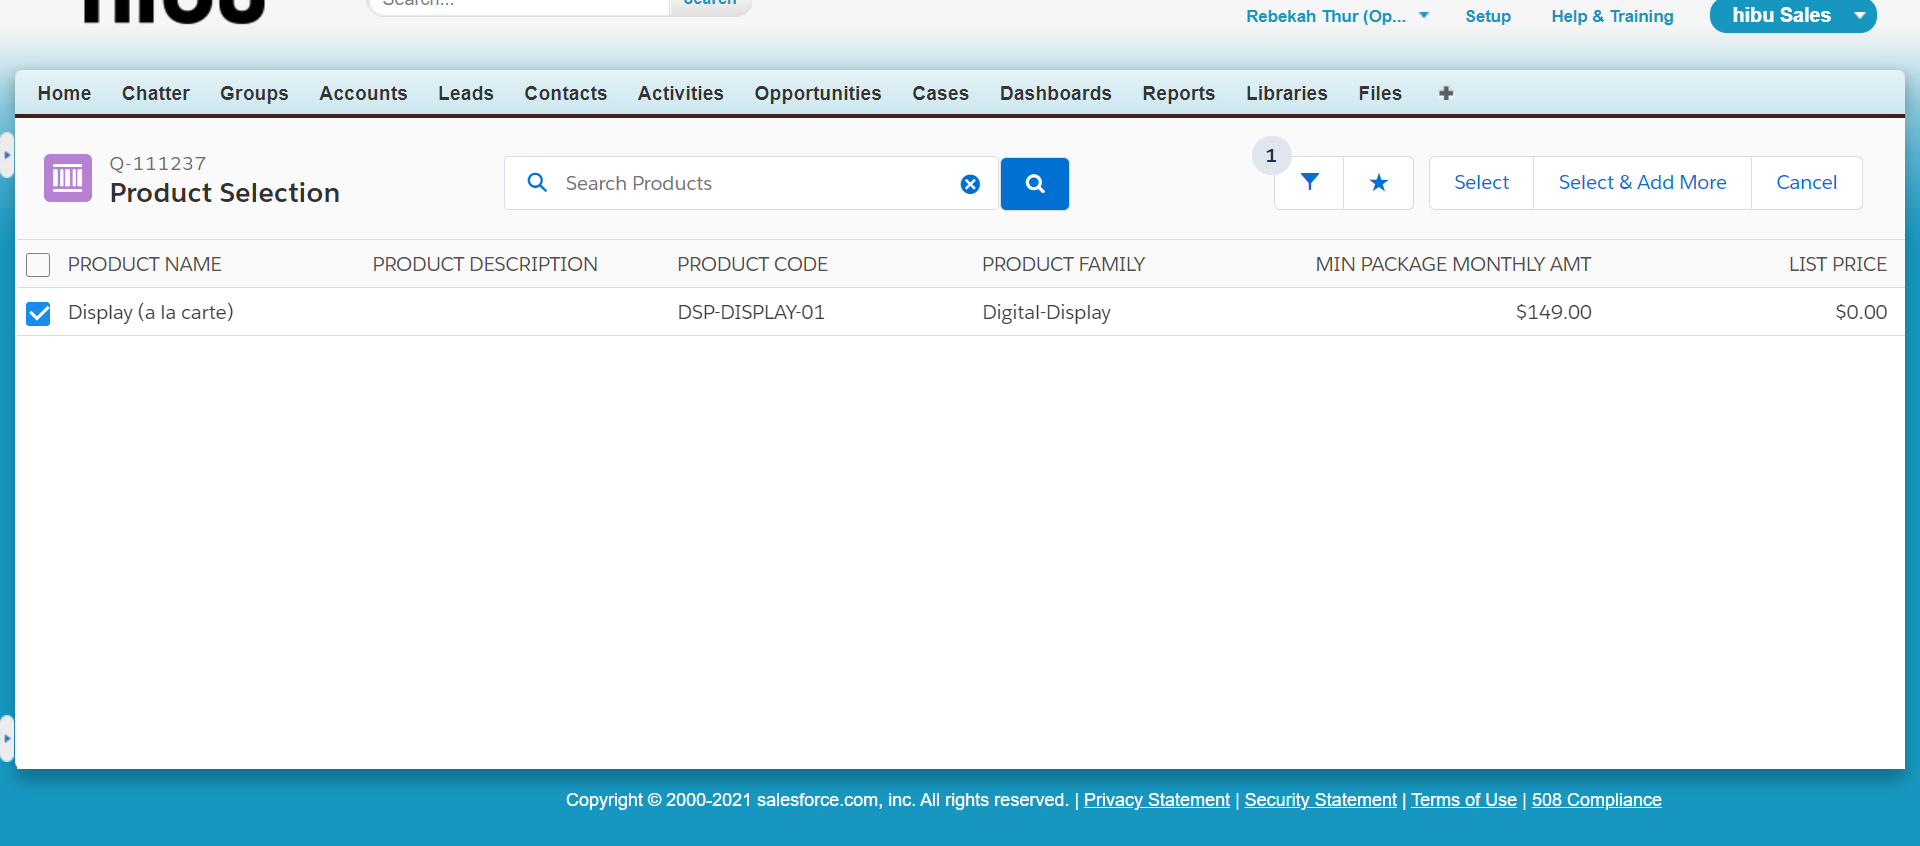 hibu
Search...
Search
Rebekah Thur (Op...
Setup
Help & Training
hibu Sales
Home Chatter Groups Accounts Leads Contacts Activities Opportunities Cases Dashboards Reports Libraries Files
Q-111237
Product Selection
Search Products
1
Select
Select & Add More
Cancel
PRODUCT NAME PRODUCT DESCRIPTION PRODUCT CODE PRODUCT FAMILY MIN PACKAGE MONTHLY AMT LIST PRICE
Display (a la carte) DSP-DISPLAY-01 Digital-Display $149.00 $0.00
Copyright © 2000-2021 salesforce.com, inc. All rights reserved. | Privacy Statement | Security Statement | Terms of Use | 508 Compliance